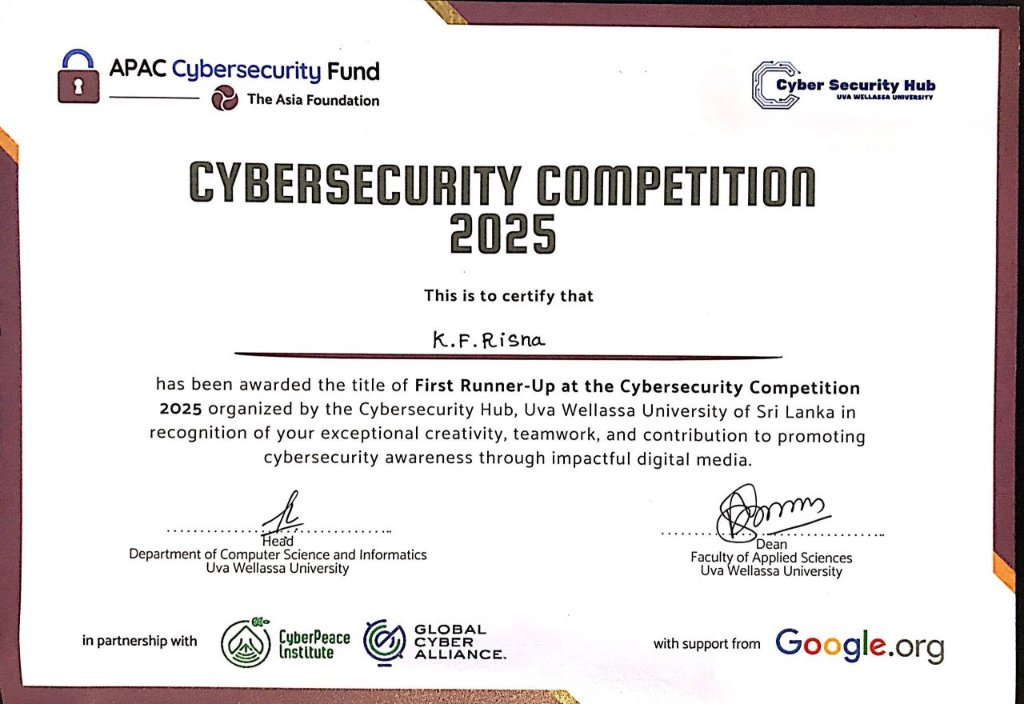 APAC Cybersecurity Fund
The Asia Foundation
Cyber Security Hub
UVA WELLASSA UNIVERSITY
CYBERSECURITY COMPETITION
2025
This is to certify that
K.F.Risna
has been awarded the title of First Runner-Up at the Cybersecurity Competition
2025 organized by the Cybersecurity Hub, Uva Wellassa University of Sri Lanka in
recognition of your exceptional creativity, teamwork, and contribution to promoting
cybersecurity awareness through impactful digital media.
Head
Department of Computer Science and Informatics
Uva Wellassa University
Dean
Faculty of Applied Sciences
Uva Wellassa University
in partnership with
CyberPeace
Institute
GLOBAL
CYBER
ALLIANCE.
with support from
Google.org